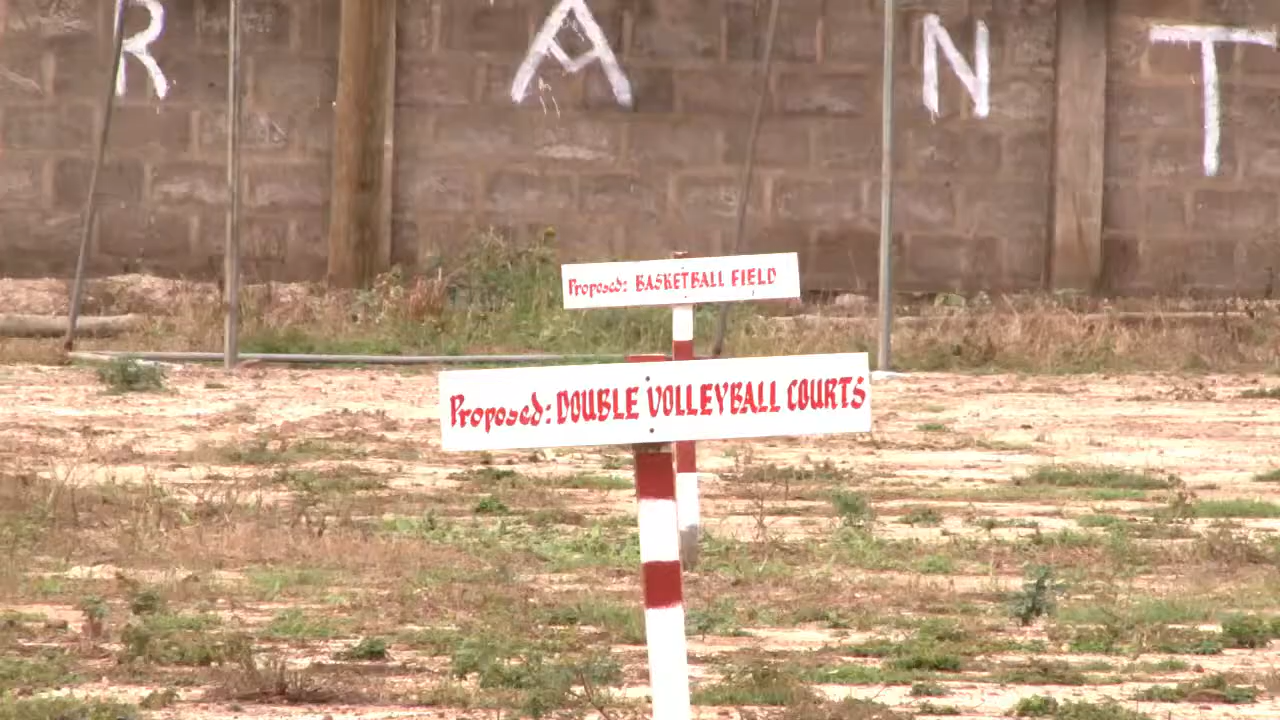 R A N T
Proposed: BASKETBALL FIELD
Proposed: DOUBLE VOLLEYBALL COURTS